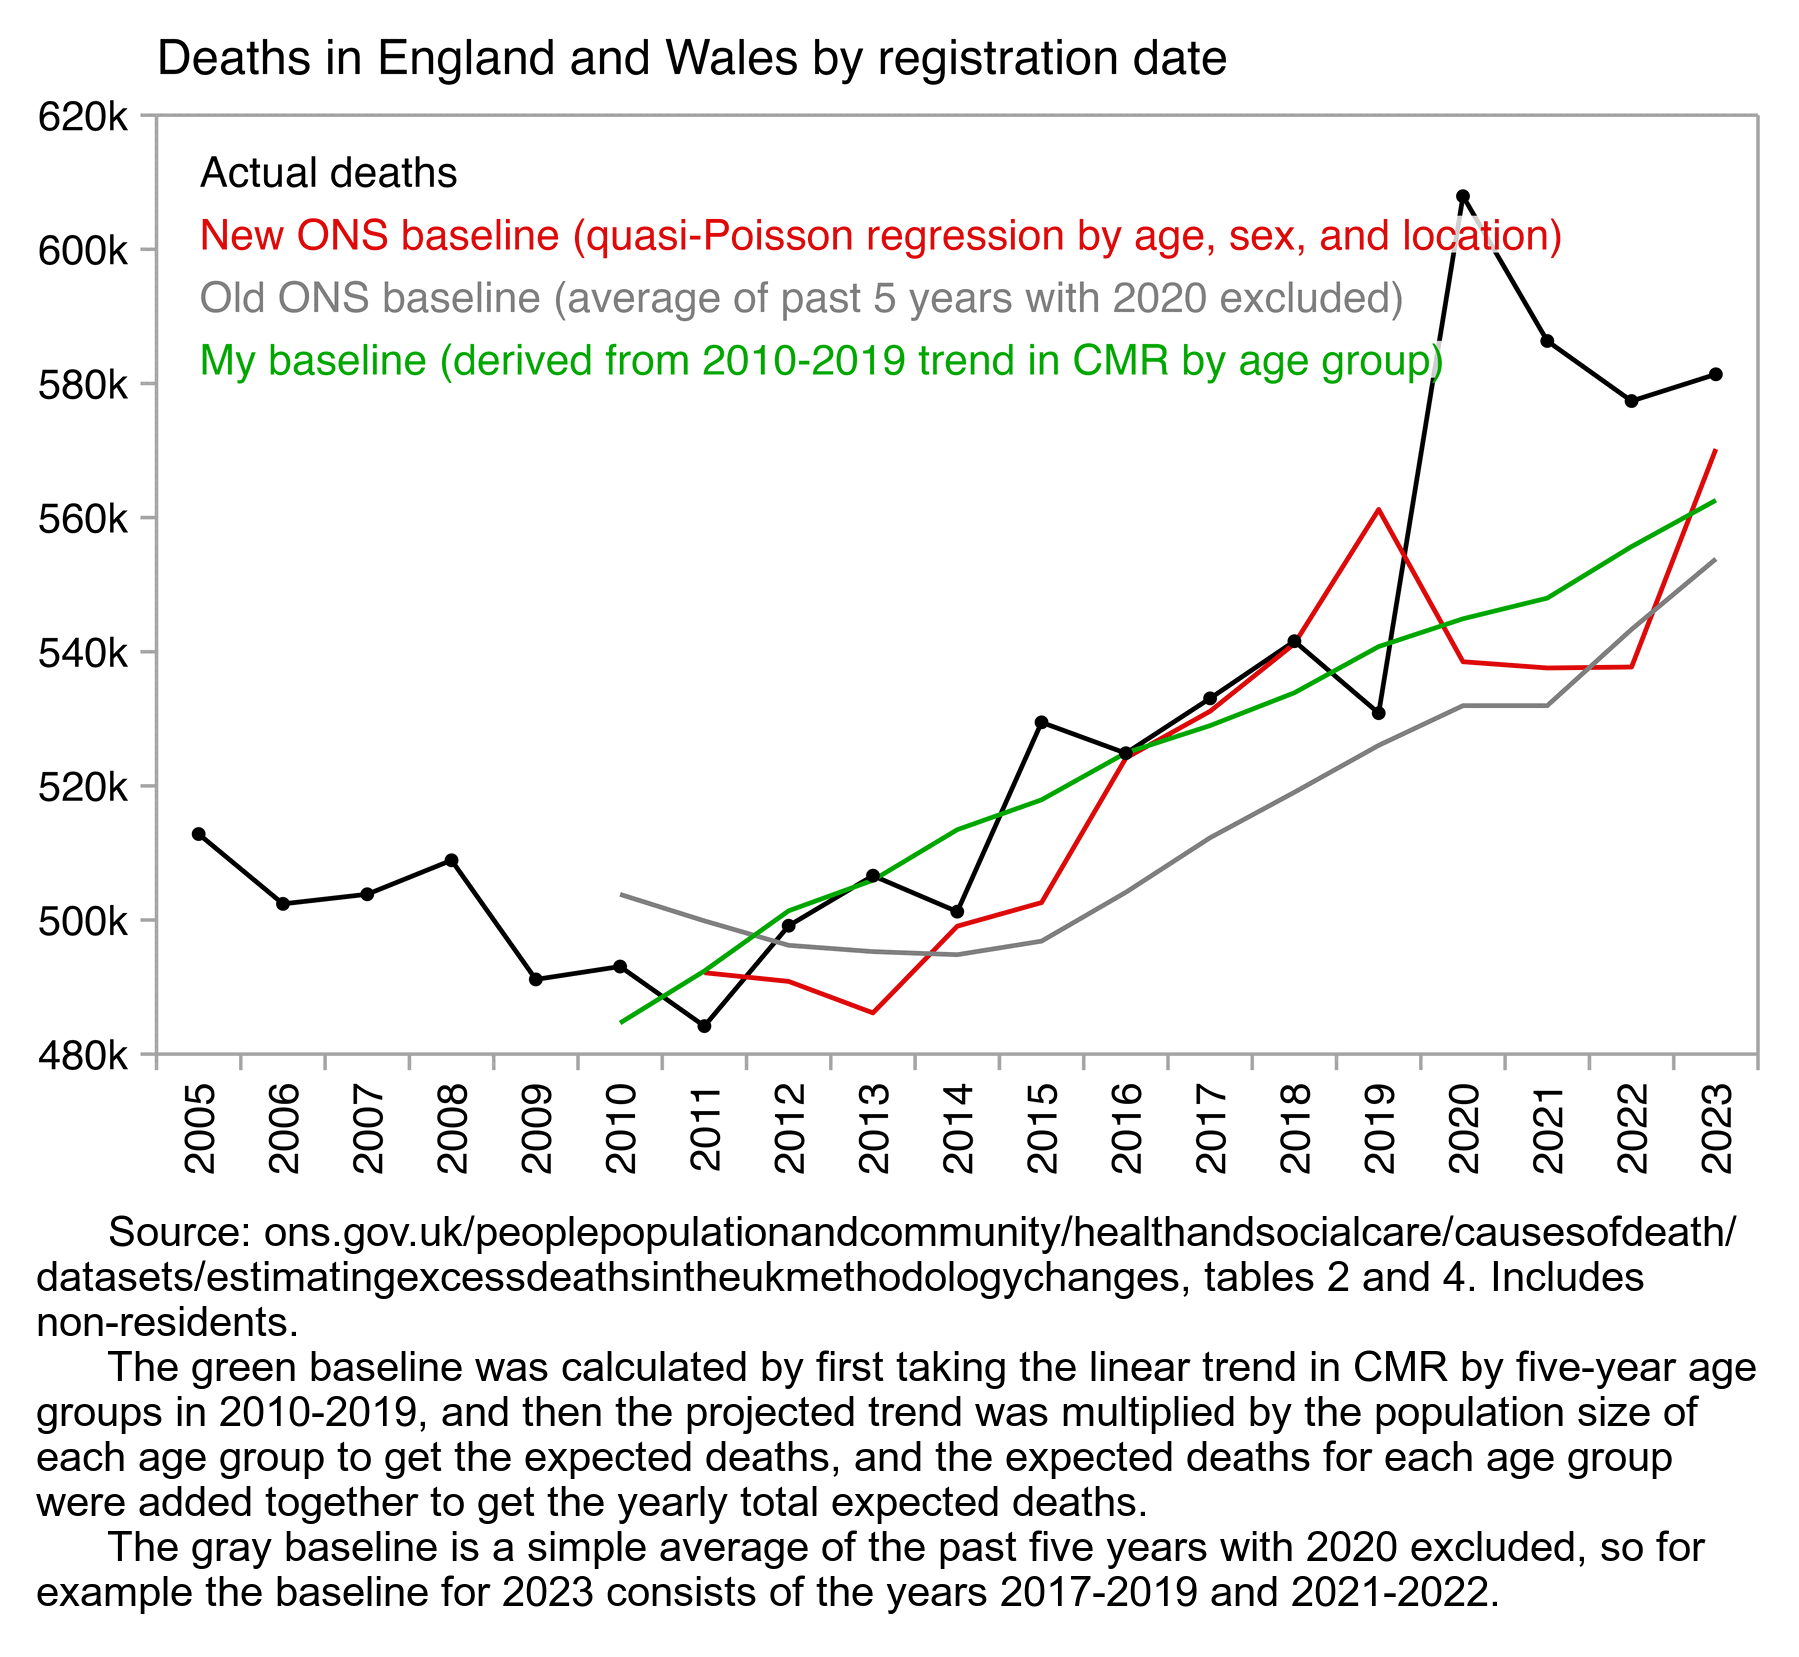 Deaths in England and Wales by registration date
620k
600k
580k
560k
540k
520k
500k
480k
Actual deaths
New ONS baseline (quasi-Poisson regression by age, sex, and location)
Old ONS baseline (average of past 5 years with 2020 excluded)
My baseline (derived from 2010-2019 trend in CMR by age group)
2005
2006
2007
2008
2009
2010
2011
2012
2013
2014
2015
2016
2017
2018
2019
2020
2021
2022
2023
Source: ons.gov.uk/peoplepopulationandcommunity/healthandsocialcare/causesofdeath/
datasets/estimatingexcessdeathsintheukmethodologychanges, tables 2 and 4. Includes
non-residents.
The green baseline was calculated by first taking the linear trend in CMR by five-year age
groups in 2010-2019, and then the projected trend was multiplied by the population size of
each age group to get the expected deaths, and the expected deaths for each age group
were added together to get the yearly total expected deaths.
The gray baseline is a simple average of the past five years with 2020 excluded, so for
example the baseline for 2023 consists of the years 2017-2019 and 2021-2022.